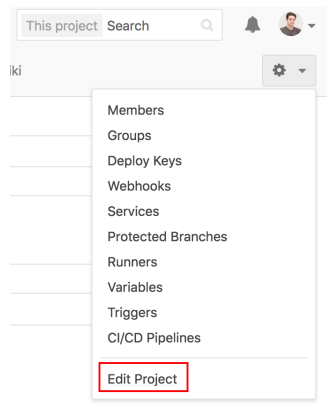 This project Search
iki
Members
Groups
Deploy Keys
Webhooks
Services
Protected Branches
Runners
Variables
Triggers
CI/CD Pipelines
Edit Project